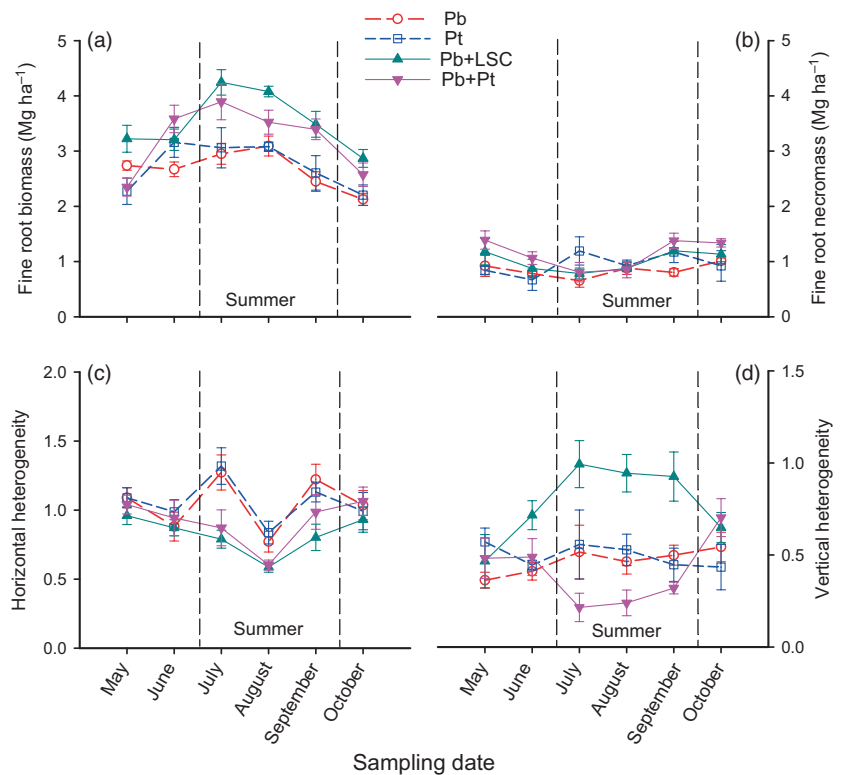 Pb
Pt
Pb+LSC
Pb+Pt
(a)
5
4
3
2
1
0
Fine root biomass (Mg ha⁻¹)
Summer
(b)
5
4
3
2
1
0
Fine root necromass (Mg ha⁻¹)
Summer
(c)
2.0
1.5
1.0
0.5
0.0
Horizontal heterogeneity
Summer
May
June
July
August
September
October
(d)
1.5
1.0
0.5
0.0
Vertical heterogeneity
Summer
May
June
July
August
September
October
Sampling date